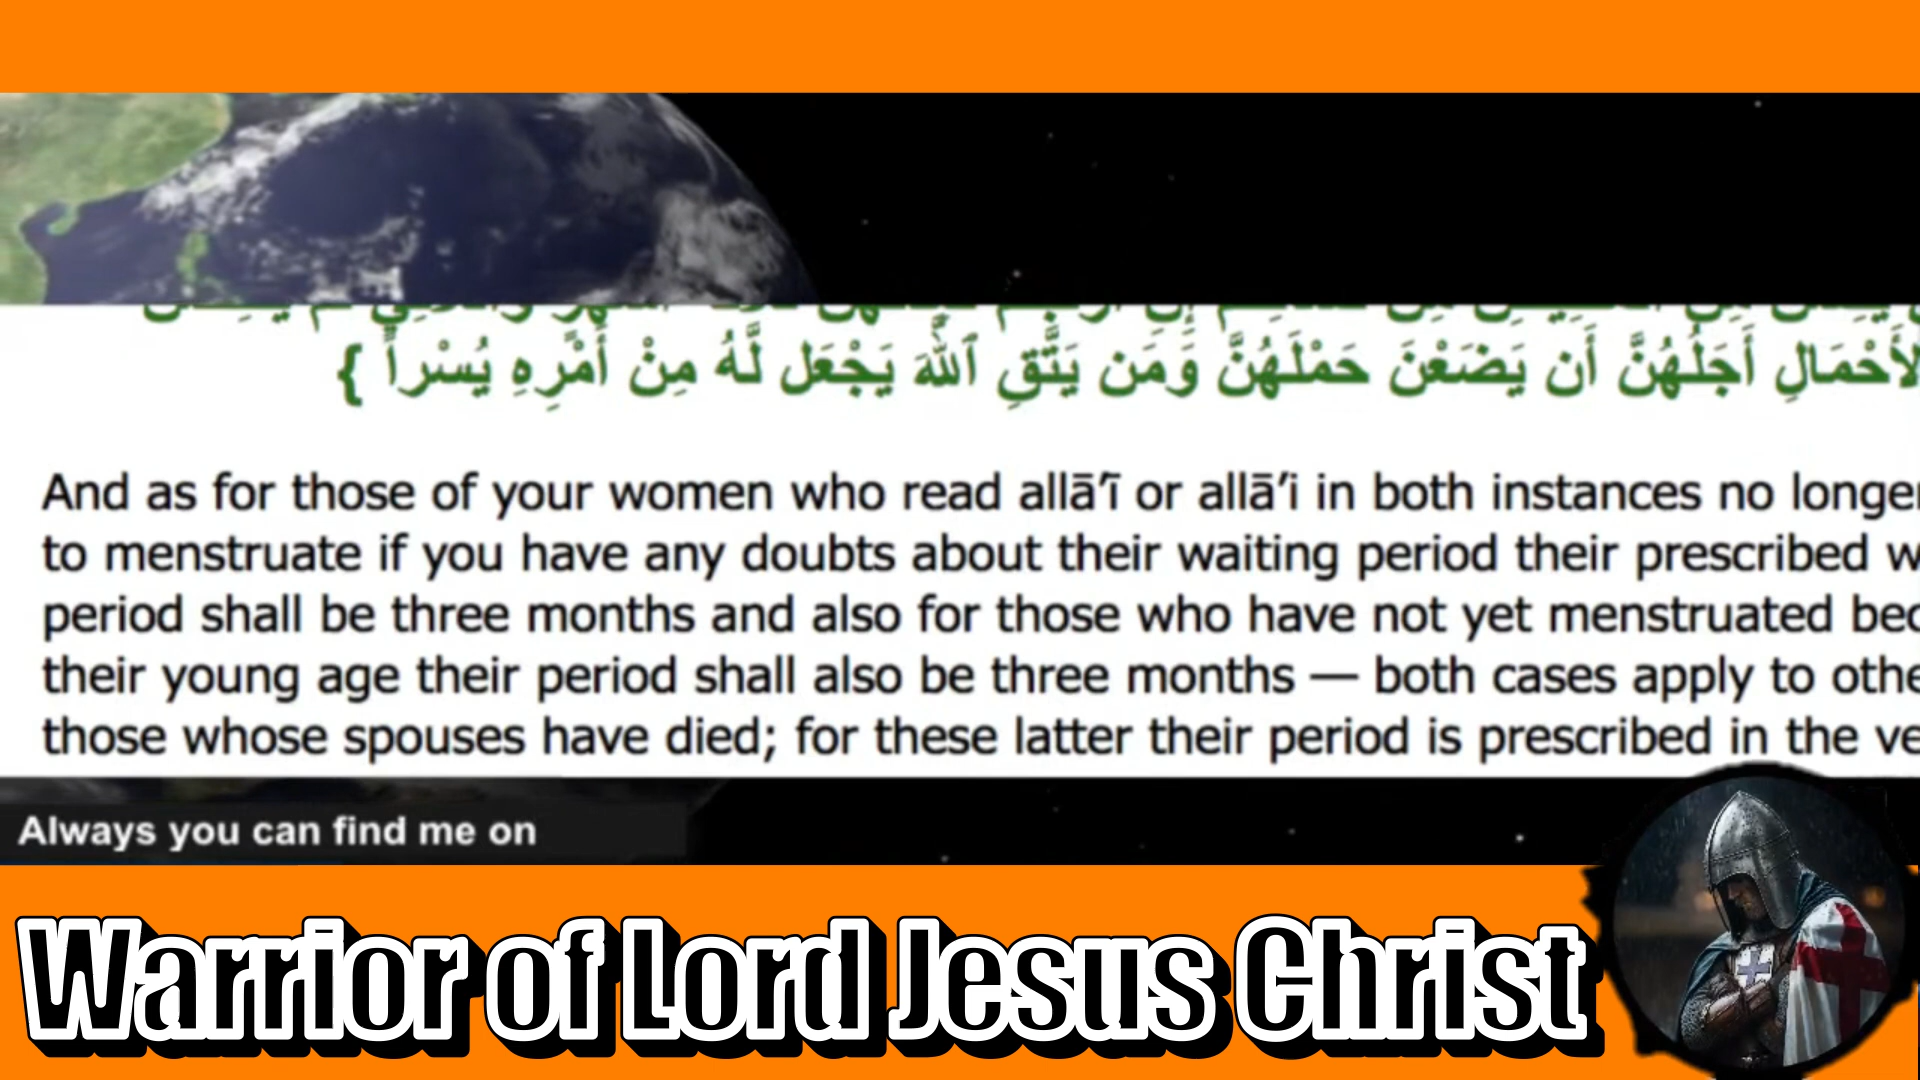 لأَحْمَالِ أَجَلُهُنَّ أَن يَضَعْنَ حَمْلَهُنَّ وَمَن يَتَّقِ ٱللَّهَ يَجْعَل لَّهُ مِنْ أَمْرِهِ يُسْراً }
And as for those of your women who read allā’ī or allā’i in both instances no longer
to menstruate if you have any doubts about their waiting period their prescribed w
period shall be three months and also for those who have not yet menstruated bec
their young age their period shall also be three months — both cases apply to othe
those whose spouses have died; for these latter their period is prescribed in the ve
Always you can find me on
Warrior of Lord Jesus Christ